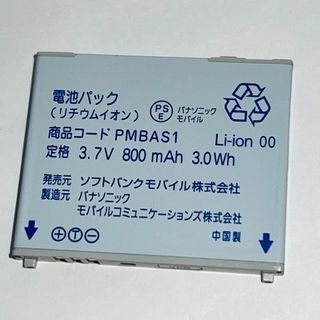 電池パック
(リチウムイオン)
PS
E
パナソニック
モバイル
商品コード PMBAS1
Li-ion 00
定格 3.7V 800mAh 3.0Wh
発売元 ソフトバンクモバイル株式会社
製造元 パナソニック
モバイルコミュニケーションズ株式会社
中国製